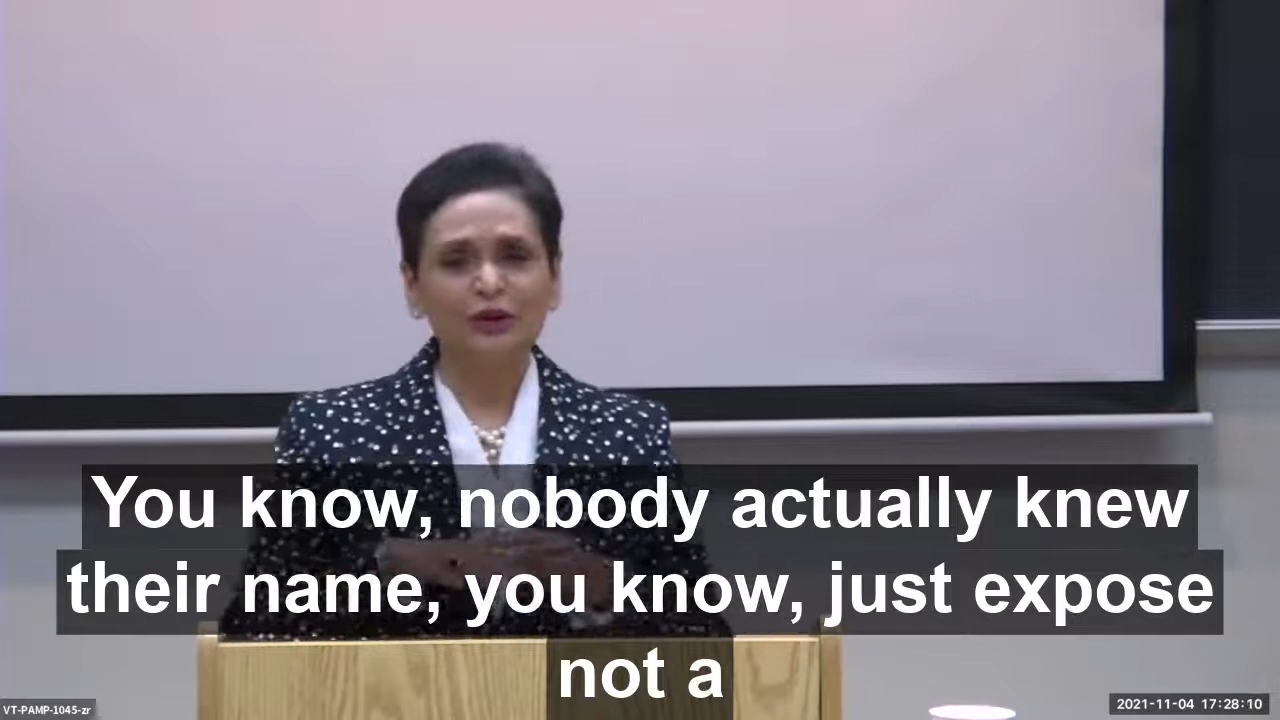 You know, nobody actually knew
their name, you know, just expose
not a
VT-PAMP-1045-zr
2021-11-04 17:28:10